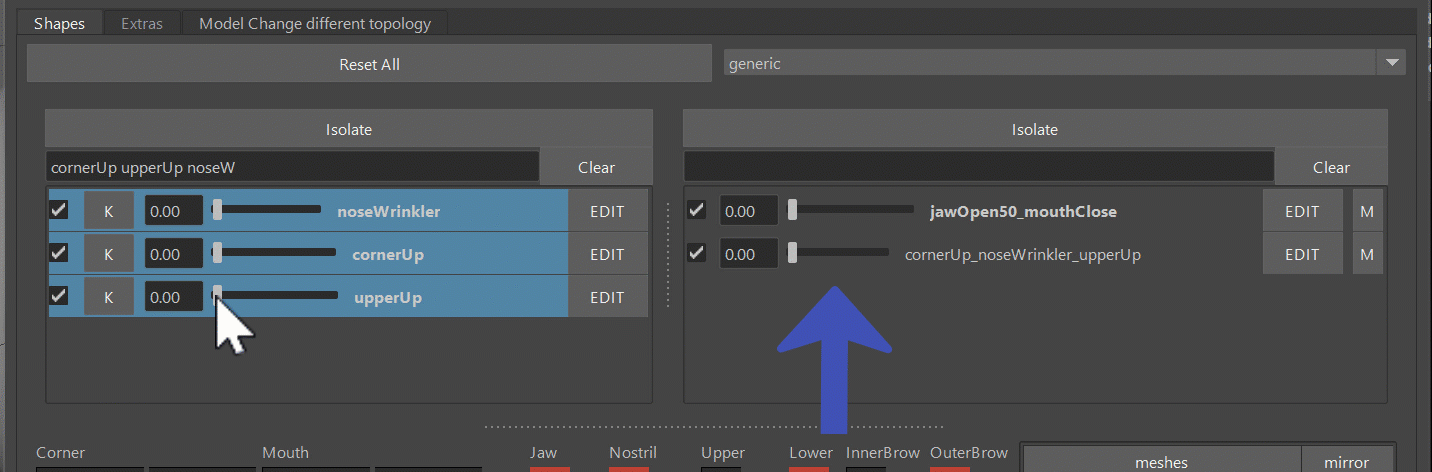 Shapes Extras Model Change different topology
Reset All generic
Isolate Isolate
cornerUp upperUp noseW Clear Clear
K 0.00 noseWrinkler EDIT 0.00 jawOpen50_mouthClose EDIT M
K 0.00 cornerUp EDIT 0.00 cornerUp_noseWrinkler_upperUp EDIT M
K 0.00 upperUp EDIT
Corner Mouth Jaw Nostril Upper Lower InnerBrow OuterBrow
meshes mirror